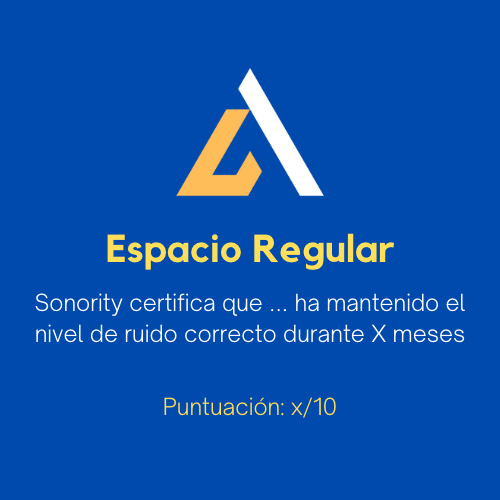 Espacio Regular
Sonority certifica que ... ha mantenido el
nivel de ruido correcto durante X meses
Puntuación: x/10